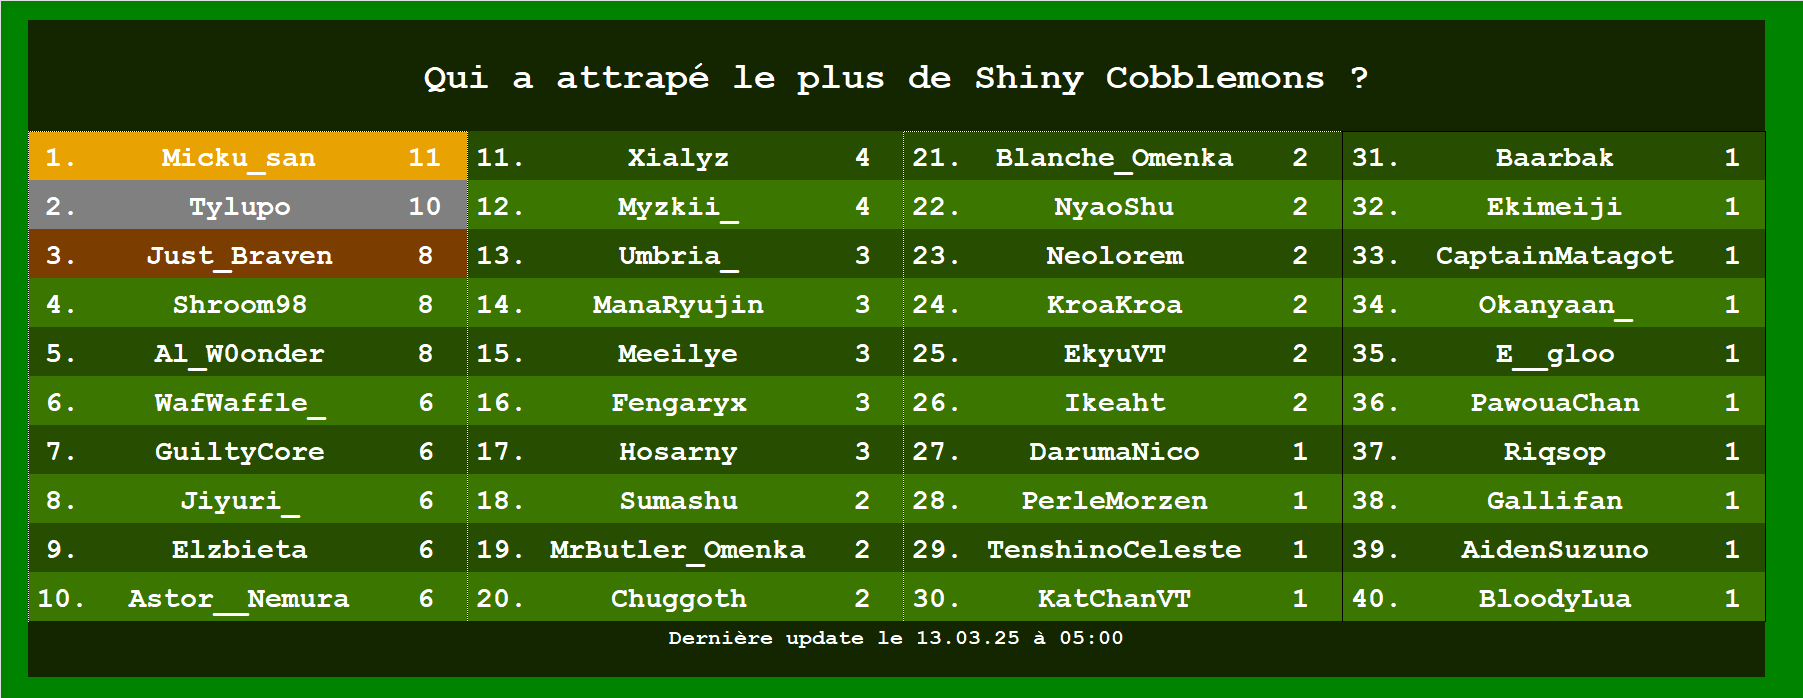 Qui a attrapé le plus de Shiny Cobblemons ?
1. Micku_san 11
2. Tylupo 10
3. Just_Braven 8
4. Shroom98 8
5. Al_W0onder 8
6. WafWaffle_ 6
7. GuiltyCore 6
8. Jiyuri_ 6
9. Elzbieta 6
10. Astor__Nemura 6
11. Xialyz 4
12. Myzkii_ 4
13. Umbria_ 3
14. ManaRyujin 3
15. Meeilye 3
16. Fengaryx 3
17. Hosarny 3
18. Sumashu 2
19. MrButler_Omenka 2
20. Chuggoth 2
21. Blanche_Omenka 2
22. NyaoShu 2
23. Neolorem 2
24. KroaKroa 2
25. EkyuVT 2
26. Ikeaht 2
27. DarumaNico 1
28. PerleMorzen 1
29. TenshinoCeleste 1
30. KatChanVT 1
31. Baarbak 1
32. Ekimeiji 1
33. CaptainMatagot 1
34. Okanyaan_ 1
35. E__gloo 1
36. PawouaChan 1
37. Riqsop 1
38. Gallifan 1
39. AidenSuzuno 1
40. BloodyLua 1
Dernière update le 13.03.25 à 05:00